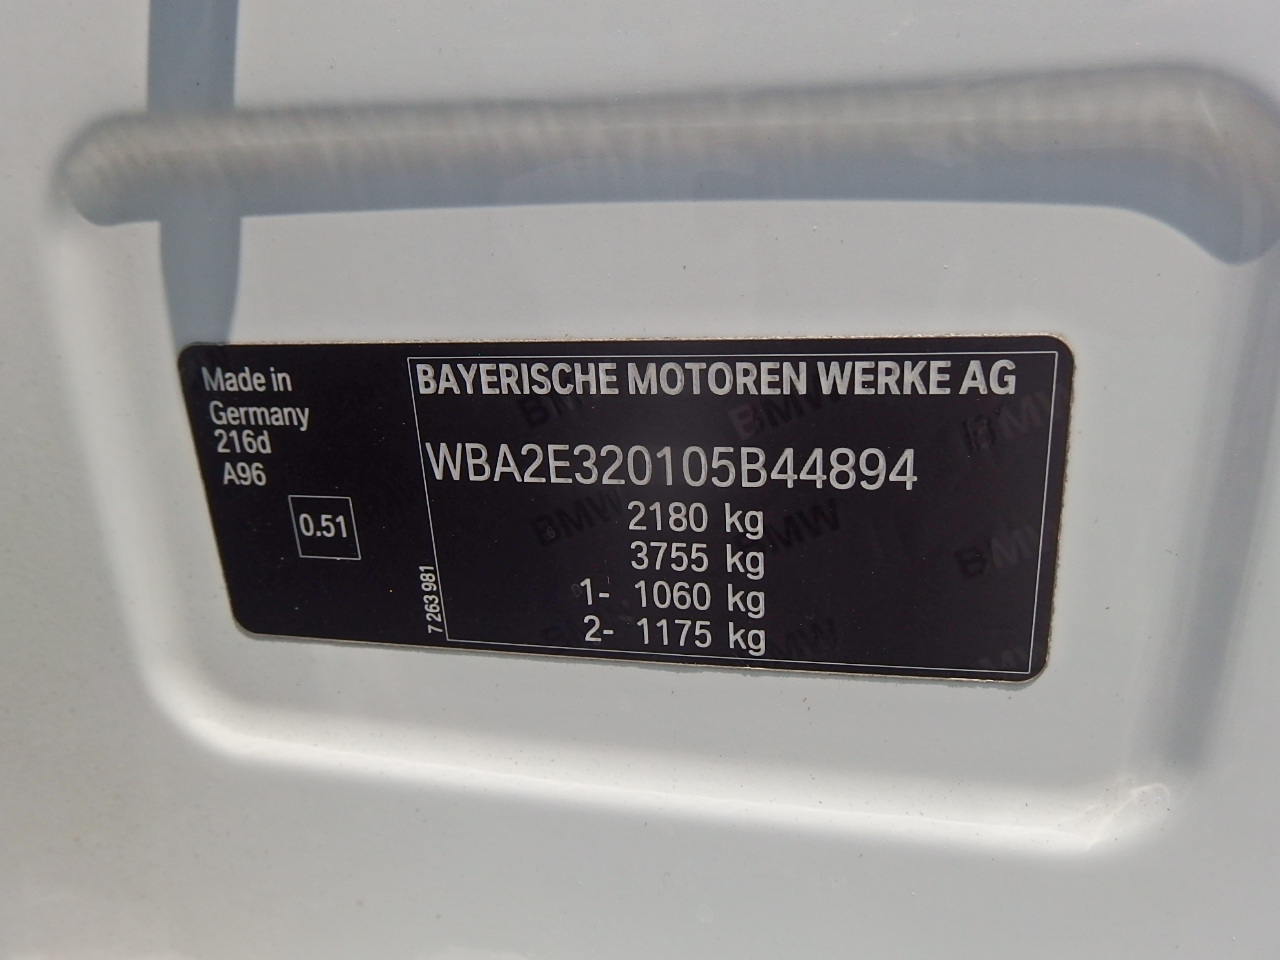 Made in
Germany
216d
A96
0.51
7 263 981
BAYERISCHE MOTOREN WERKE AG
WBA2E320105B44894
2180 kg
3755 kg
1- 1060 kg
2- 1175 kg